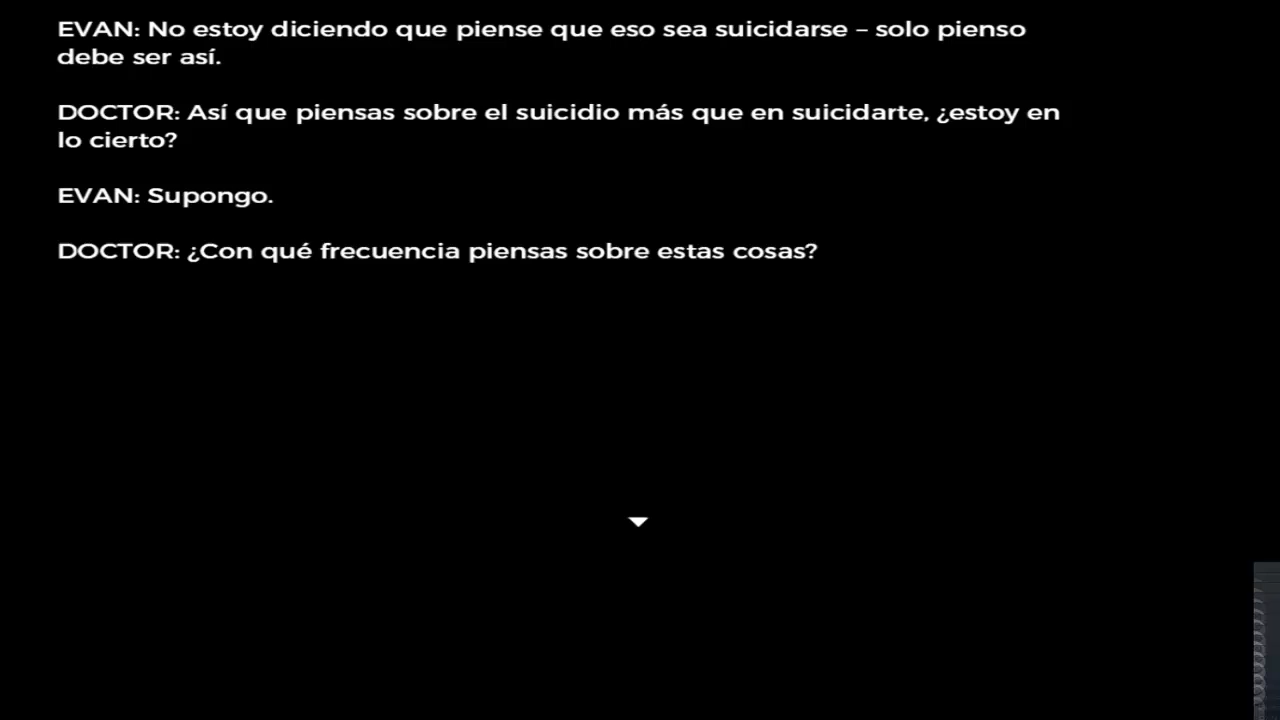 EVAN: No estoy diciendo que piense que eso sea suicidarse – solo pienso
debe ser así.
DOCTOR: Así que piensas sobre el suicidio más que en suicidarte, ¿estoy en
lo cierto?
EVAN: Supongo.
DOCTOR: ¿Con qué frecuencia piensas sobre estas cosas?